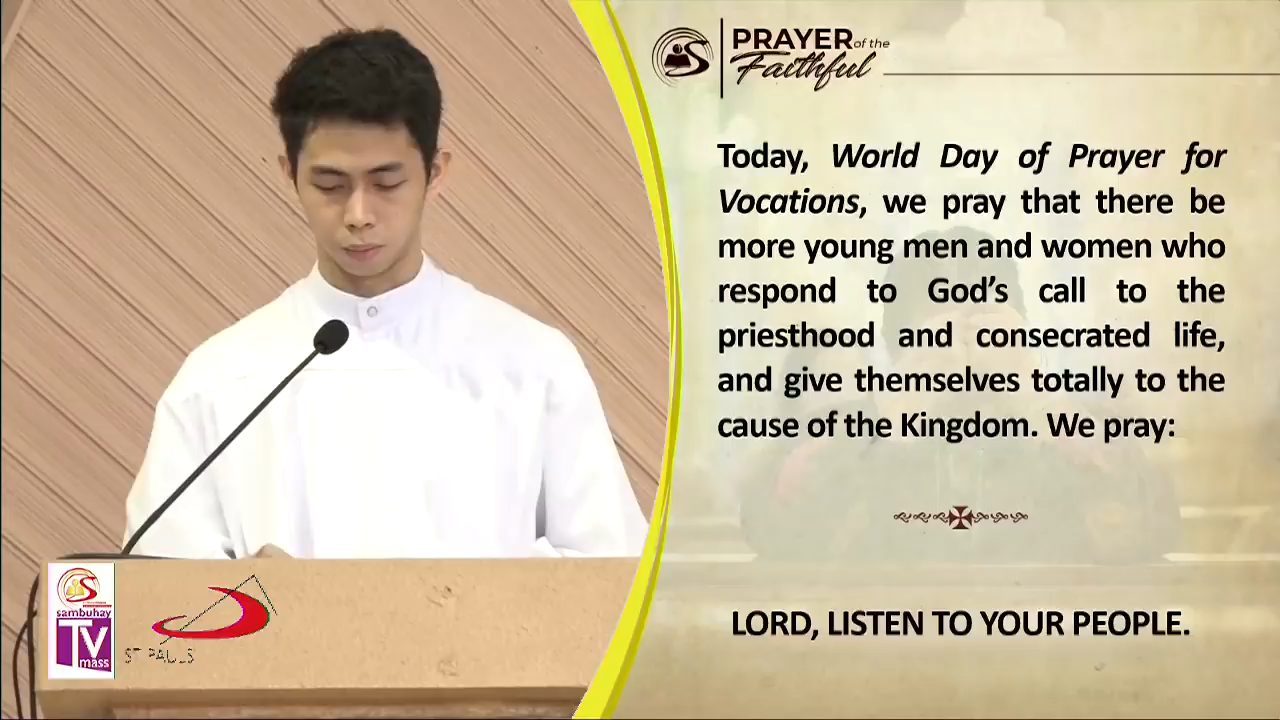 PRAYER of the
Faithful
Today, World Day of Prayer for
Vocations, we pray that there be
more young men and women who
respond to God's call to the
priesthood and consecrated life,
and give themselves totally to the
cause of the Kingdom. We pray:
LORD, LISTEN TO YOUR PEOPLE.
sambuhay
TV
mass
ST PAULS